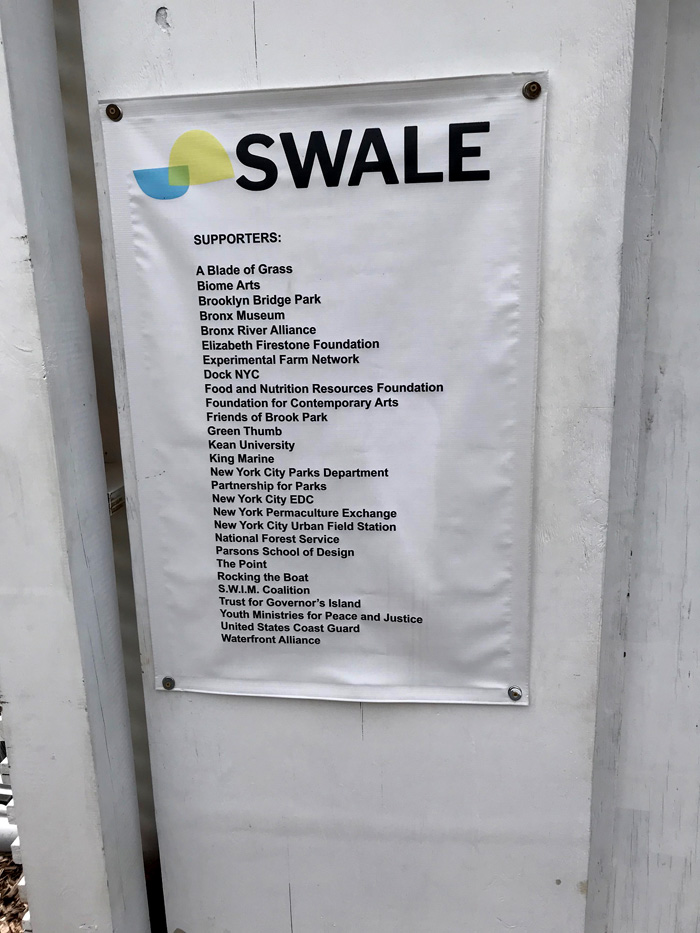 SWALE
SUPPORTERS:
A Blade of Grass
Biome Arts
Brooklyn Bridge Park
Bronx Museum
Bronx River Alliance
Elizabeth Firestone Foundation
Experimental Farm Network
Dock NYC
Food and Nutrition Resources Foundation
Foundation for Contemporary Arts
Friends of Brook Park
Green Thumb
Kean University
King Marine
New York City Parks Department
Partnership for Parks
New York City EDC
New York Permaculture Exchange
New York City Urban Field Station
National Forest Service
Parsons School of Design
The Point
Rocking the Boat
S.W.I.M. Coalition
Trust for Governor's Island
Youth Ministries for Peace and Justice
United States Coast Guard
Waterfront Alliance